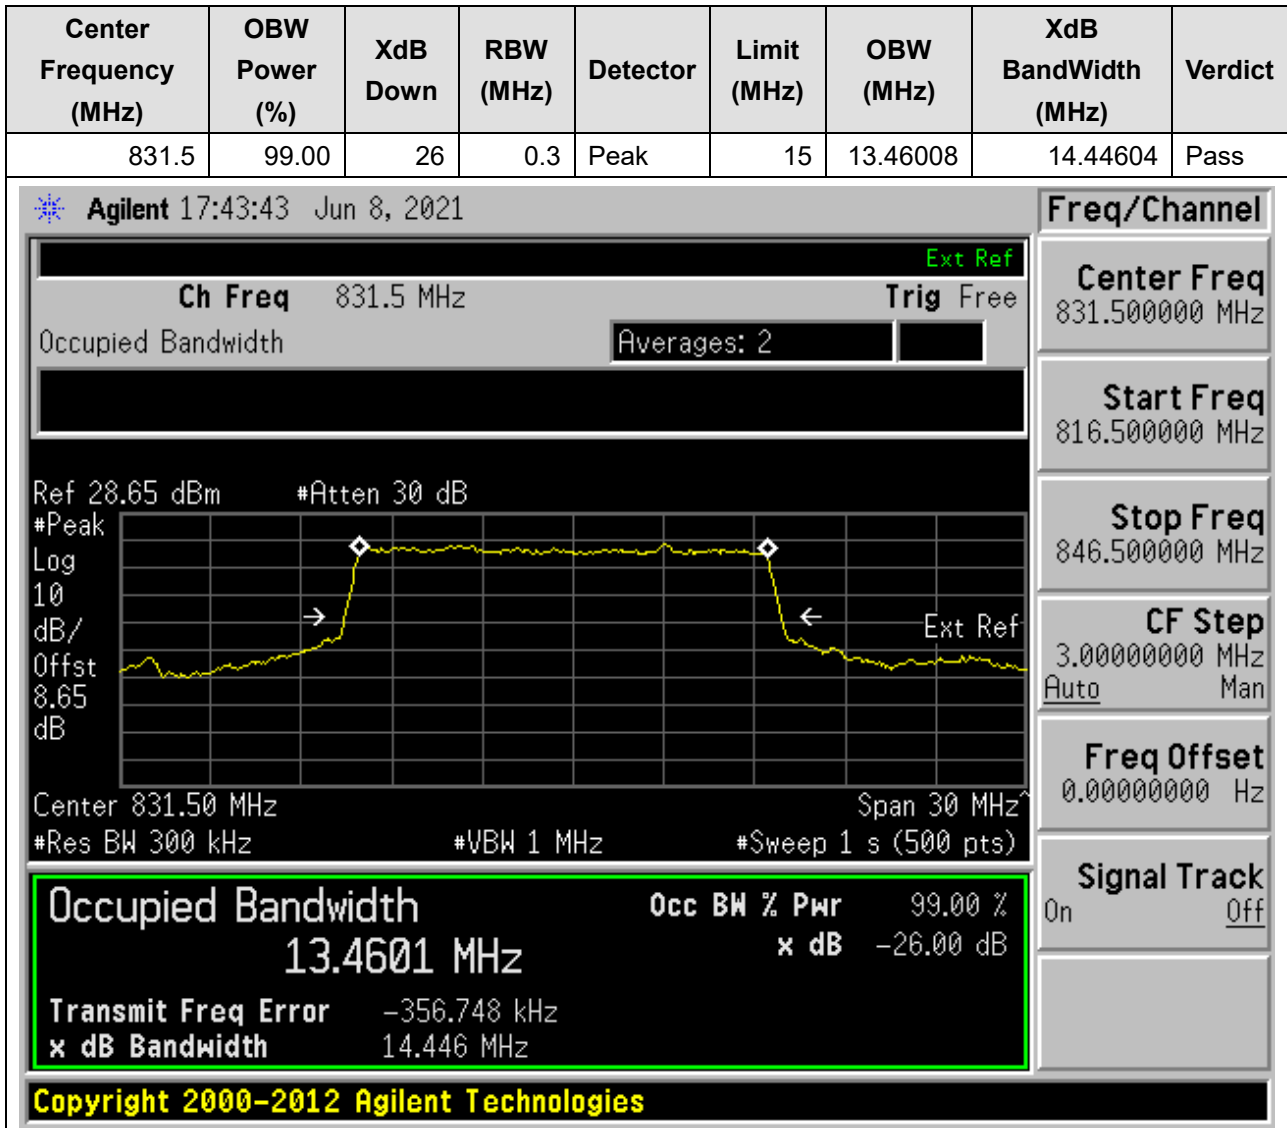 Center Frequency (MHz) OBW Power (%) XdB Down RBW (MHz) Detector Limit (MHz) OBW (MHz) XdB BandWidth (MHz) Verdict
831.5 99.00 26 0.3 Peak 15 13.46008 14.44604 Pass
Agilent 17:43:43 Jun 8, 2021
Freq/Channel
Ext Ref
Ch Freq 831.5 MHz Trig Free
Occupied Bandwidth Averages: 2
Center Freq
831.500000 MHz
Start Freq
816.500000 MHz
Stop Freq
846.500000 MHz
CF Step
3.00000000 MHz
Auto Man
Freq Offset
0.00000000 Hz
Signal Track
On Off
Ref 28.65 dBm #Atten 30 dB
#Peak
Log
10
dB/
Offst
8.65
dB
Ext Ref
Center 831.50 MHz Span 30 MHz^
#Res BW 300 kHz #VBW 1 MHz #Sweep 1 s (500 pts)
Occupied Bandwidth Occ BW % Pwr 99.00 %
13.4601 MHz x dB -26.00 dB
Transmit Freq Error -356.748 kHz
x dB Bandwidth 14.446 MHz
Copyright 2000-2012 Agilent Technologies